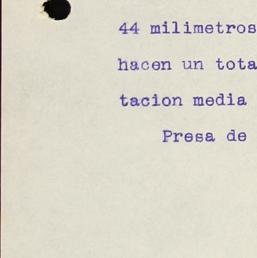 44 milimetros
hacen un tota
tacion media
Presa de